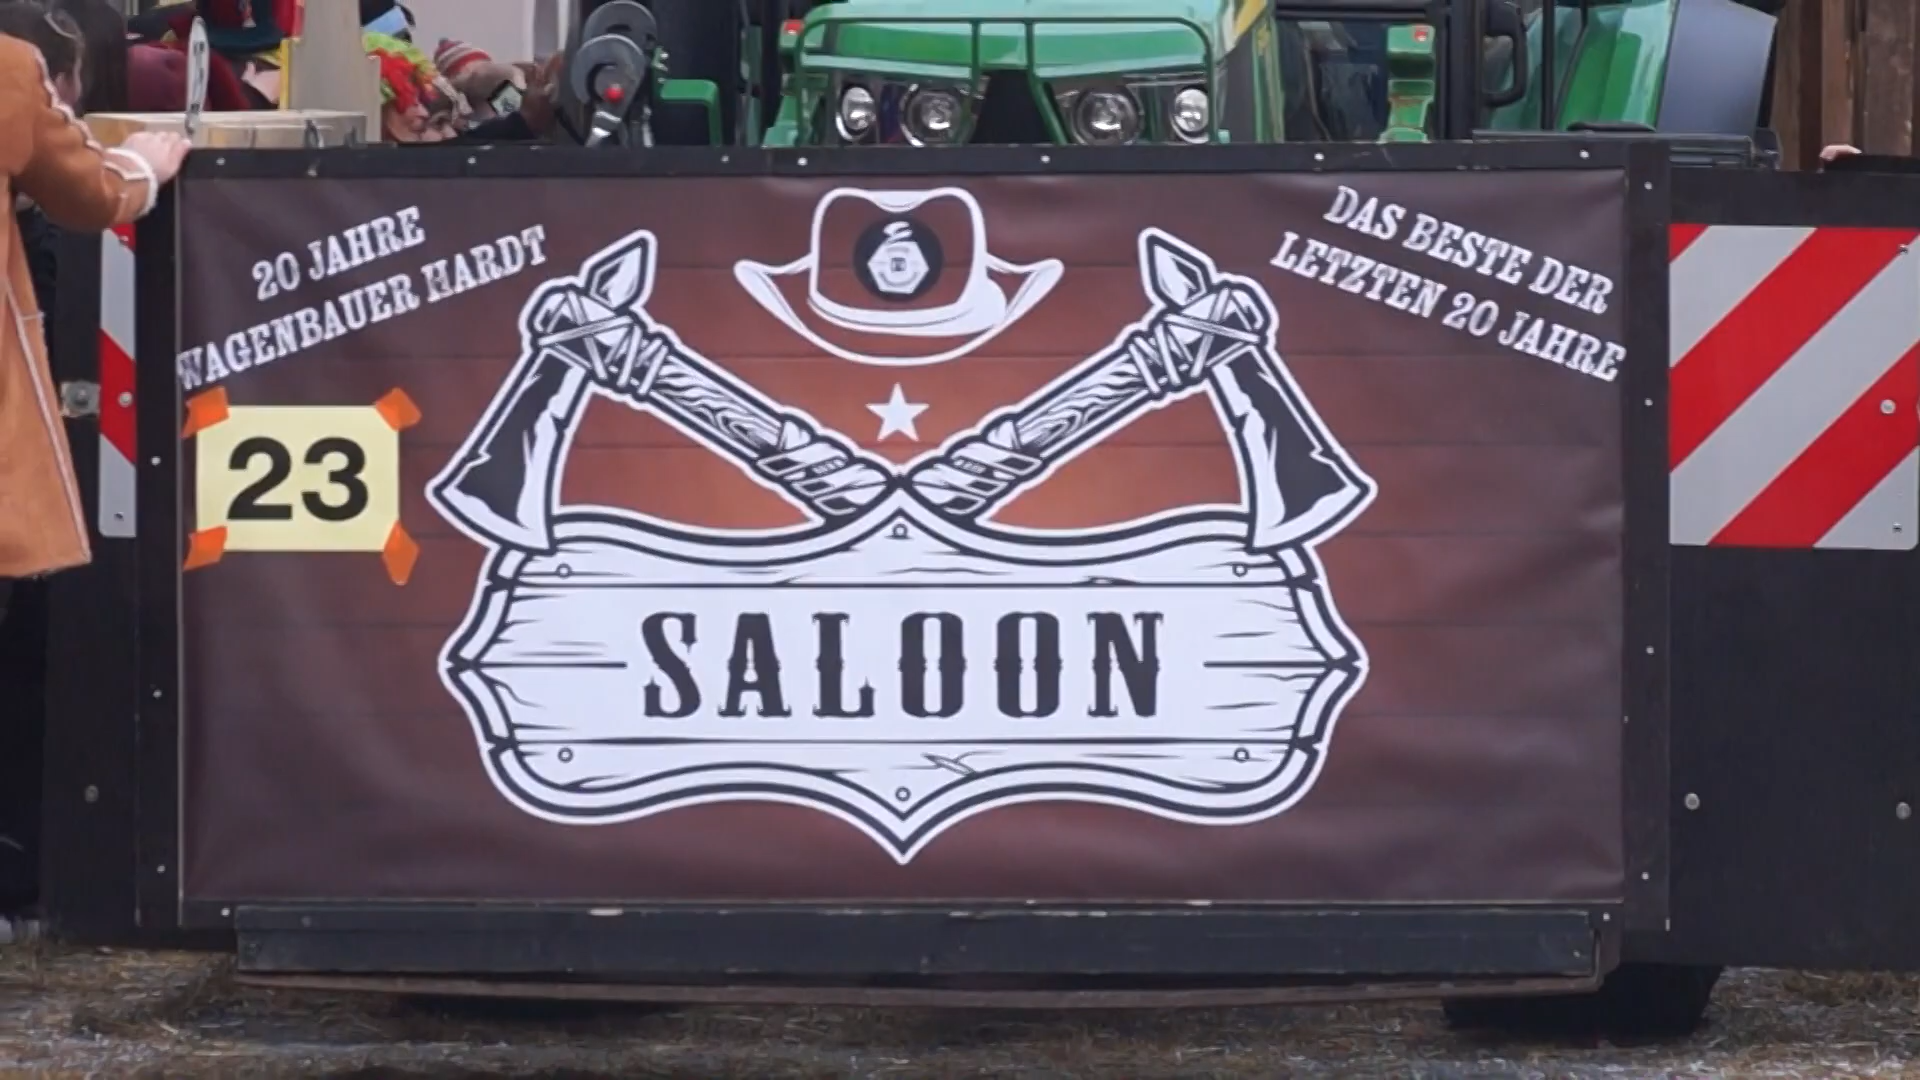 20 JAHRE
WAGENBAUER HARDT
DAS BESTE DER
LETZTEN 20 JAHRE
23
SALOON